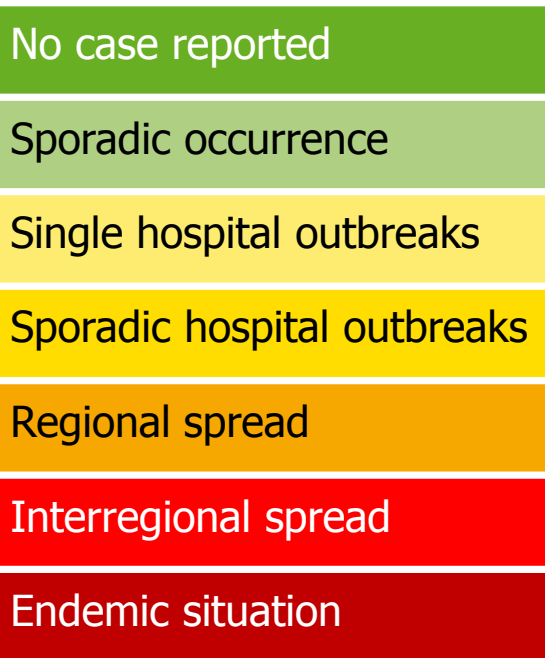 No case reported
Sporadic occurrence
Single hospital outbreaks
Sporadic hospital outbreaks
Regional spread
Interregional spread
Endemic situation